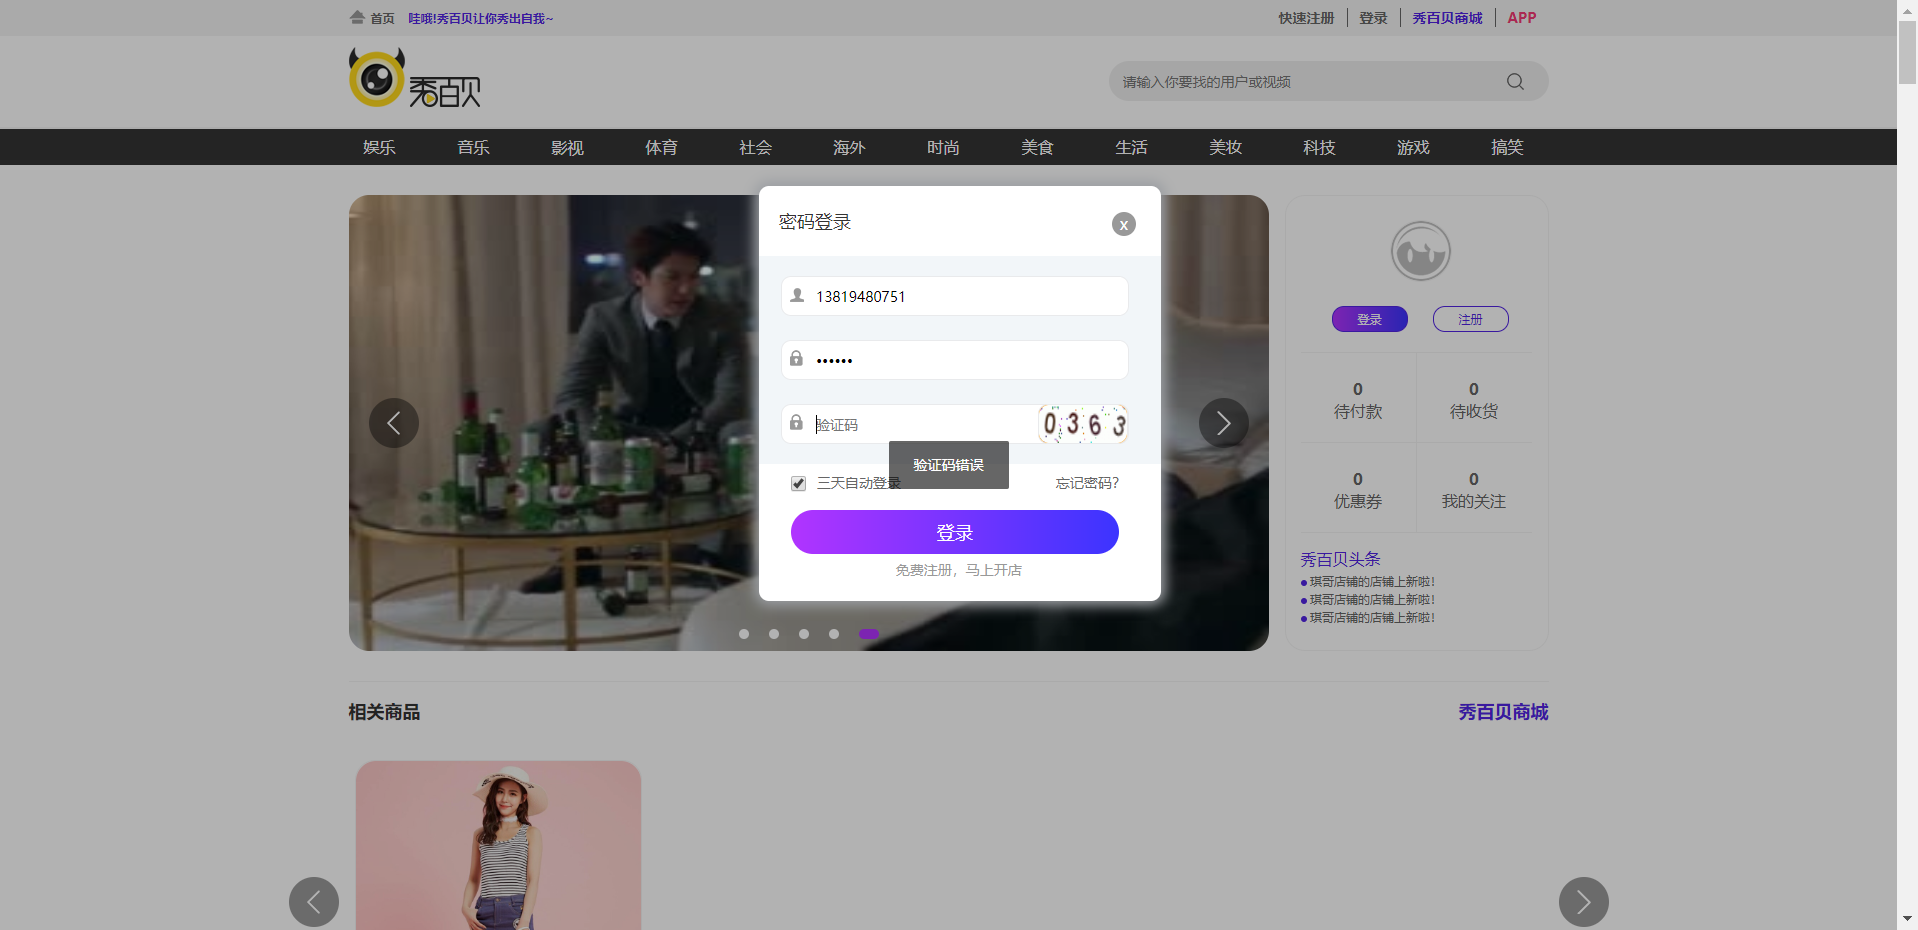 首页 哇哦!秀百贝让你秀出自我~
快速注册 登录 秀百贝商城 APP
秀百贝
请输入你要找的用户或视频
娱乐 音乐 影视 体育 社会 海外 时尚 美食 生活 美妆 科技 游戏 搞笑
密码登录
x
13819480751
••••••
验证码
0363
验证码错误
三天自动登录
忘记密码?
登录
免费注册，马上开店
登录 注册
0 0
待付款 待收货
0 0
优惠券 我的关注
秀百贝头条
琪哥店铺的店铺上新啦!
琪哥店铺的店铺上新啦!
琪哥店铺的店铺上新啦!
相关商品
秀百贝商城